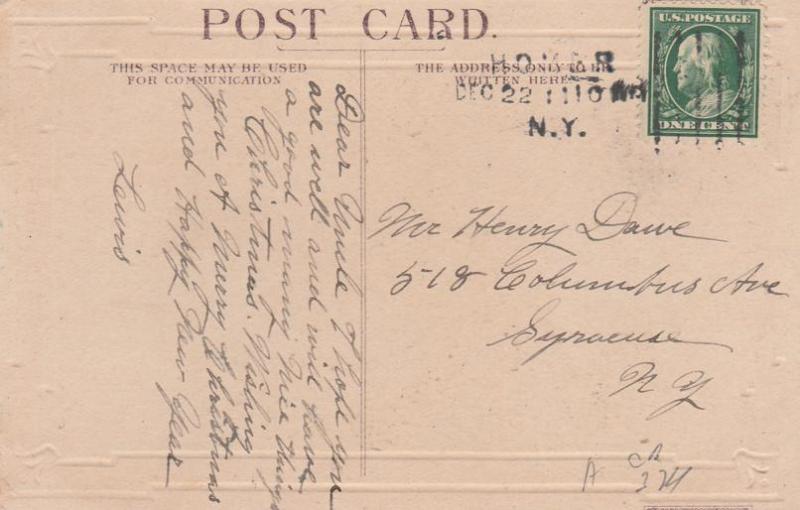 POST CARD.
THIS SPACE MAY BE USED
FOR COMMUNICATION
THE ADDRESS ONLY TO BE
WRITTEN HERE
HOMER
DEC 22
N.Y.
U.S. POSTAGE
ONE CENT
Dear Uncle I hope you
are well and will have
a good many nice things
Christmas. Wishing
you A Merry Christmas
and Happy New Year
Lewis
Mr Henry Dawe
518 Columbus Ave
Syracuse
N Y
A